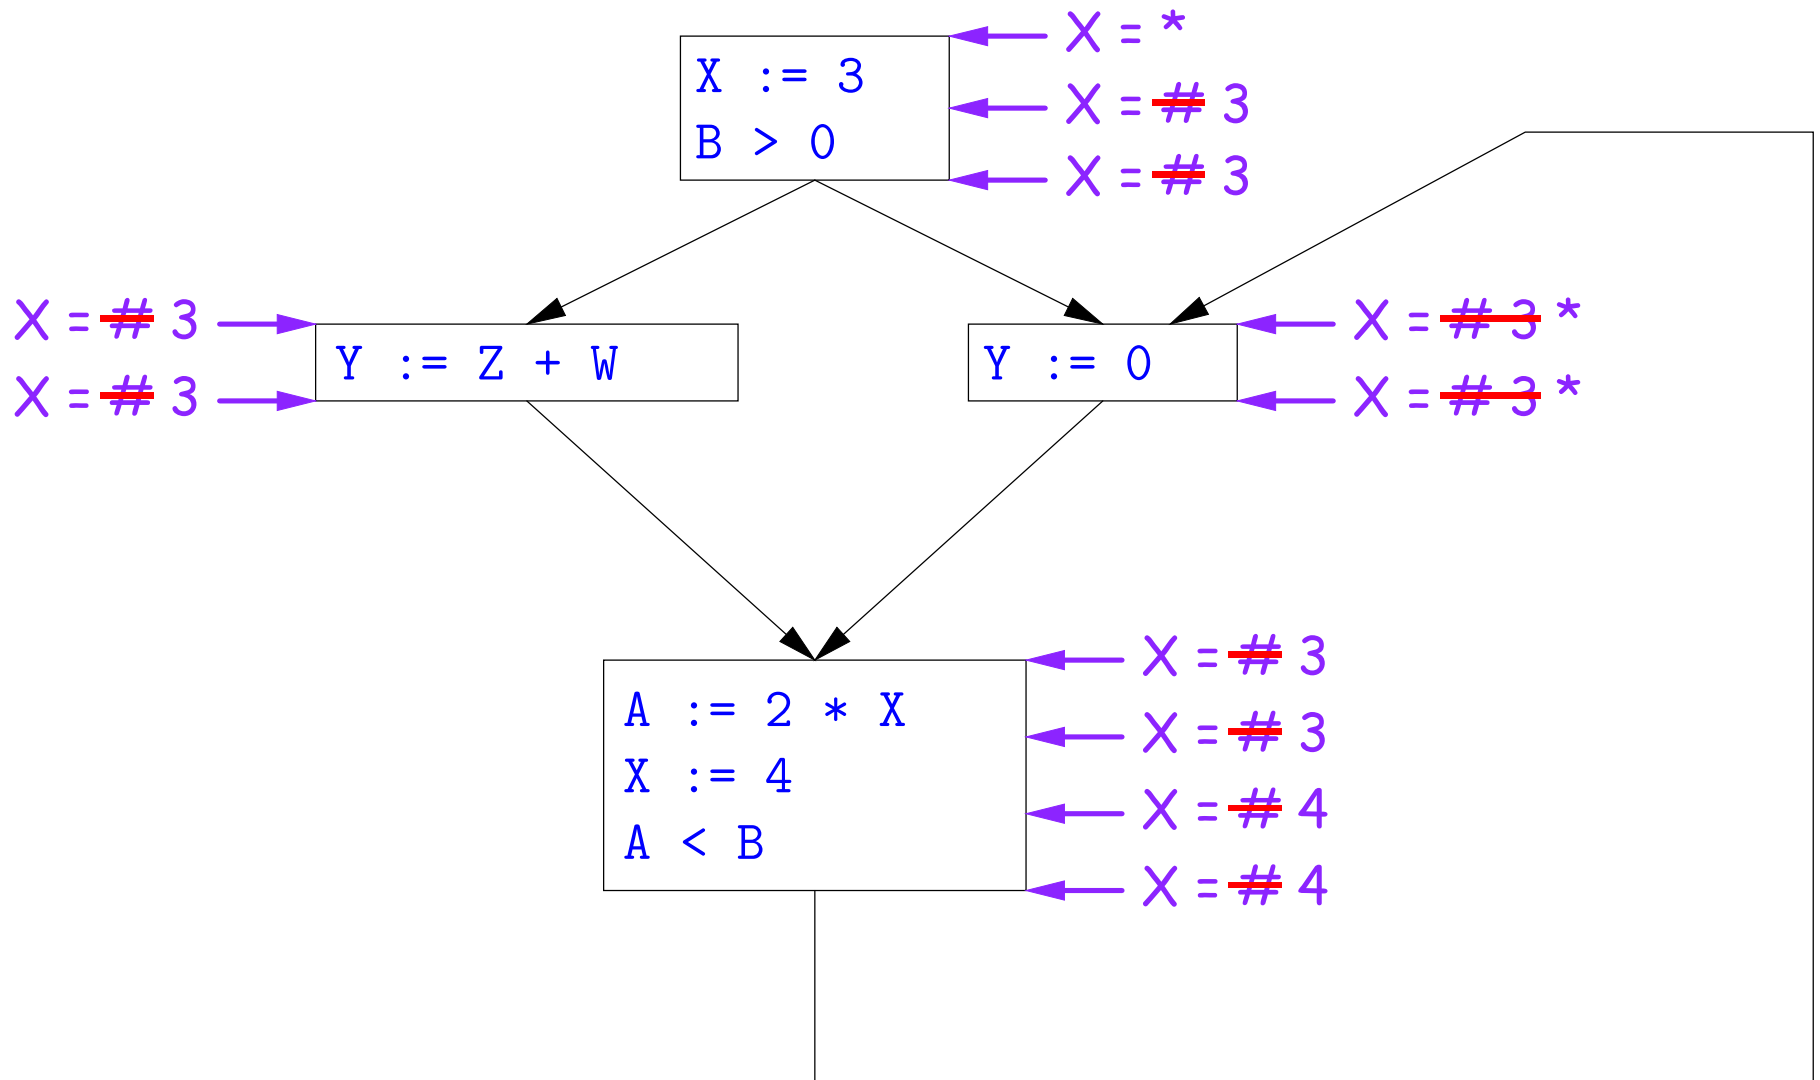 X = *
X := 3
X = # 3
B > 0
X = # 3
X = # 3
Y := Z + W
X = # 3
Y := 0
X = # 3 *
X = # 3 *
X = # 3
A := 2 * X
X = # 3
X := 4
X = # 4
A < B
X = # 4